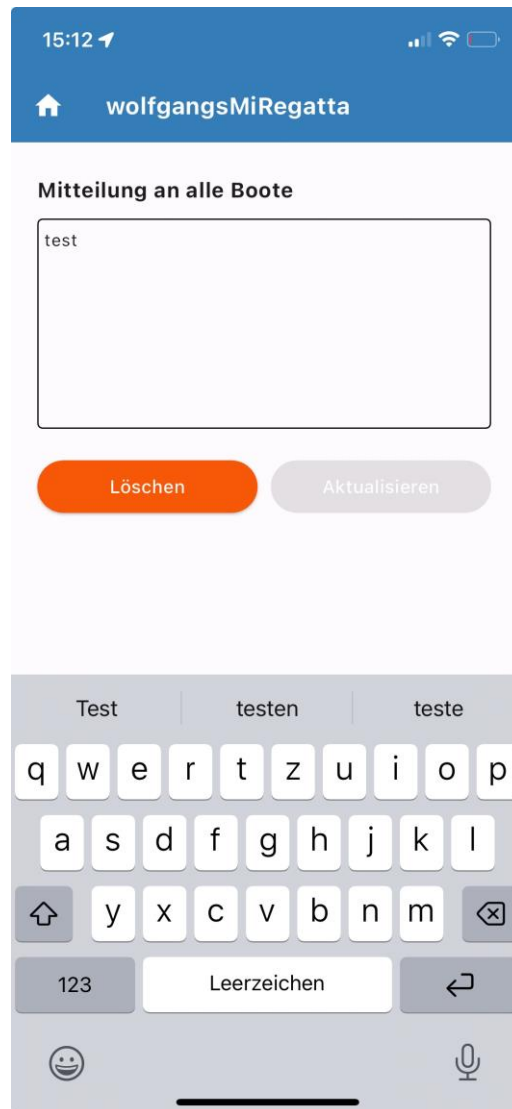 15:12
wolfgangsMiRegatta
Mitteilung an alle Boote
test
Löschen Aktualisieren
Test testen teste
q w e r t z u i o p
a s d f g h j k l
y x c v b n m
123 Leerzeichen